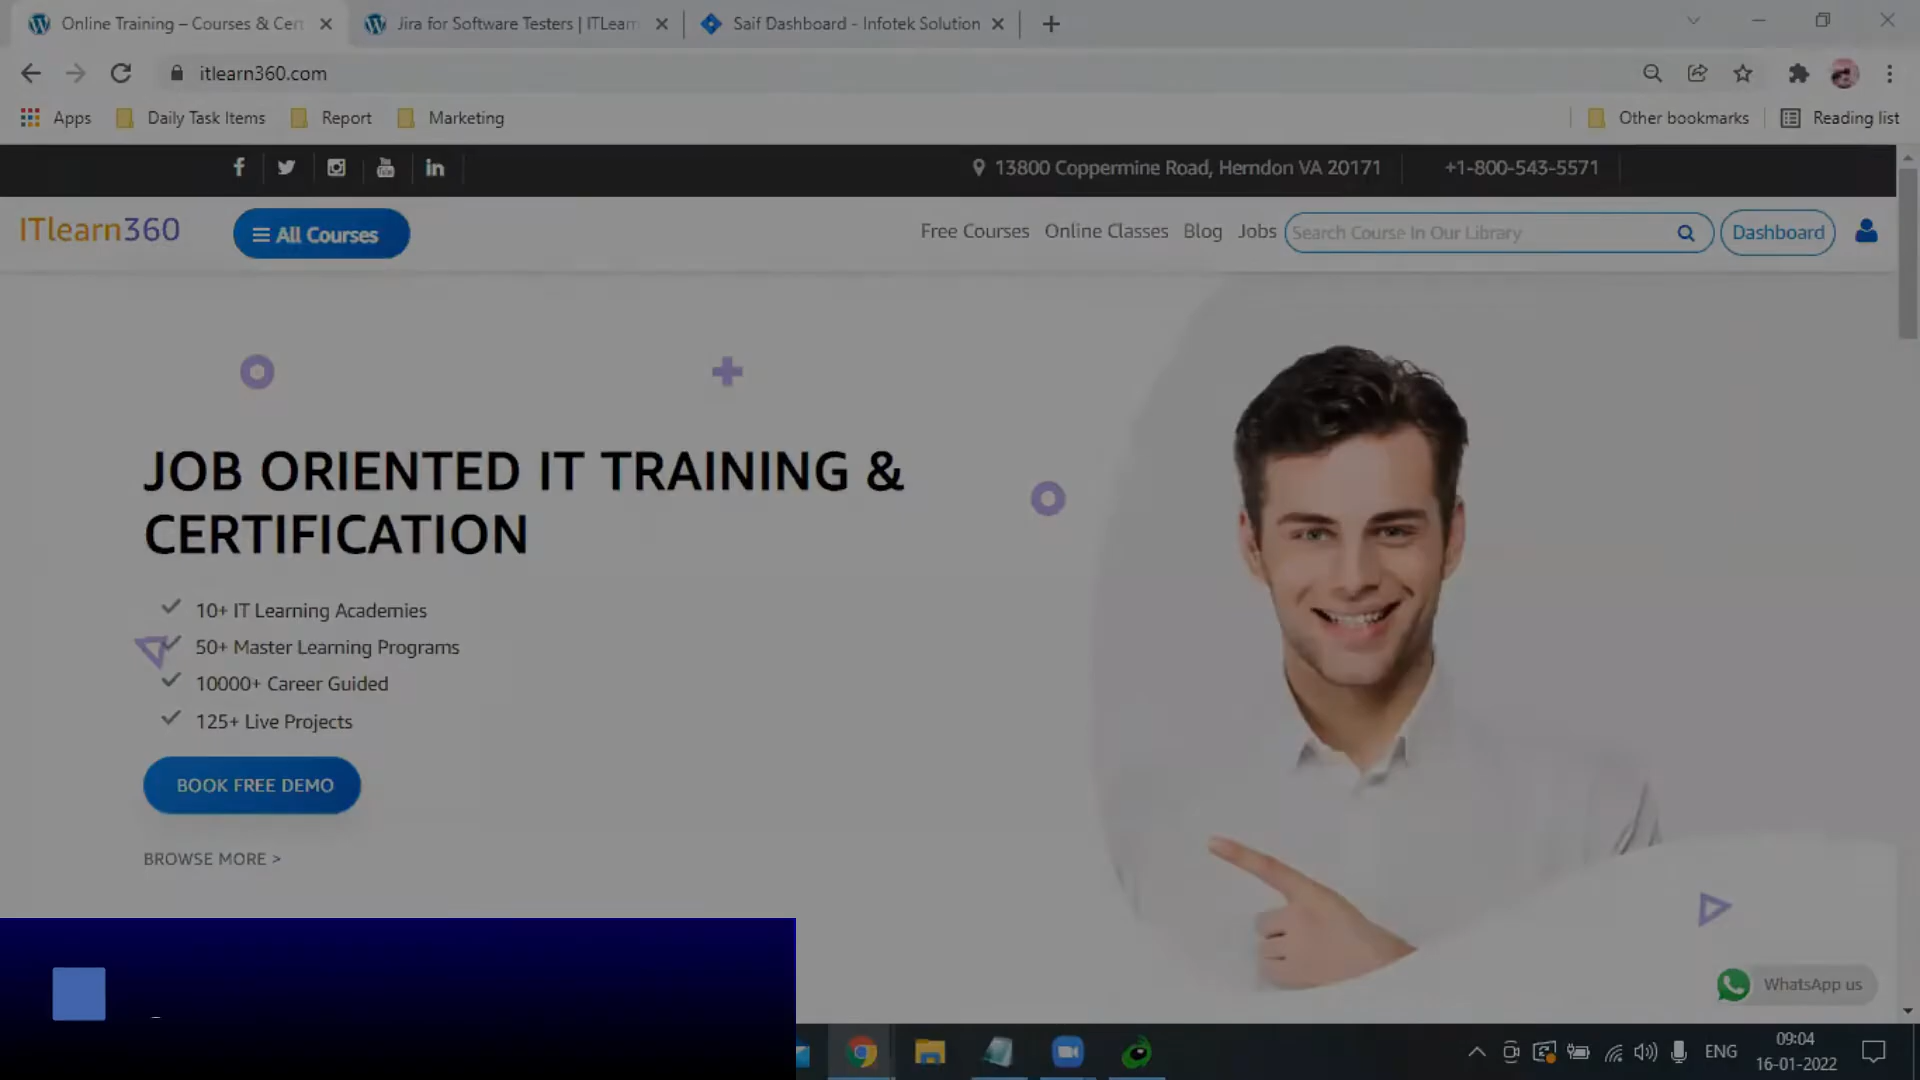 Online Training – Courses & Cert
Jira for Software Testers | ITLearn
Saif Dashboard - Infotek Solution
itlearn360.com
Apps
Daily Task Items
Report
Marketing
Other bookmarks
Reading list
13800 Coppermine Road, Herndon VA 20171
+1-800-543-5571
ITlearn360
All Courses
Free Courses
Online Classes
Blog
Jobs
Search Course In Our Library
Dashboard
JOB ORIENTED IT TRAINING &
CERTIFICATION
10+ IT Learning Academies
50+ Master Learning Programs
10000+ Career Guided
125+ Live Projects
BOOK FREE DEMO
BROWSE MORE >
WhatsApp us
ENG
09:04
16-01-2022